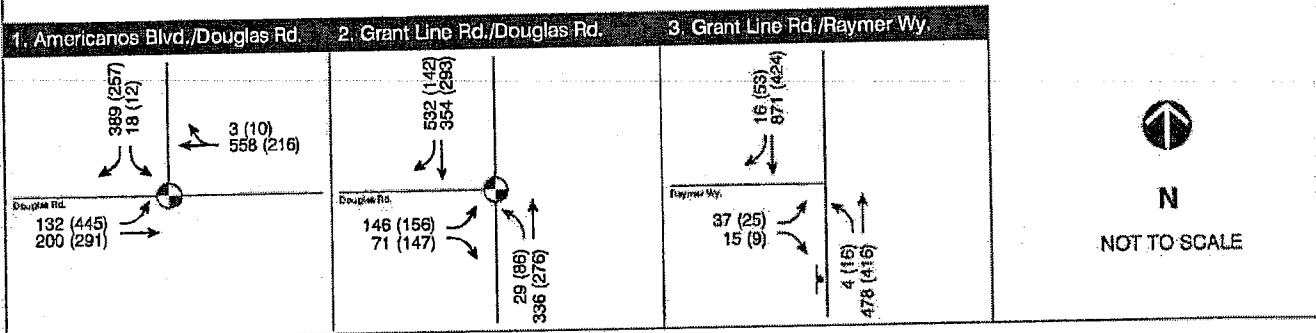 1. Americanos Blvd./Douglas Rd.
389 (257)
18 (12)
3 (10)
558 (216)
Douglas Rd.
132 (445)
200 (291)
2. Grant Line Rd./Douglas Rd.
532 (142)
354 (293)
Douglas Rd.
146 (156)
71 (147)
29 (86)
336 (276)
3. Grant Line Rd./Raymer Wy.
16 (53)
871 (424)
Raymer Wy.
37 (25)
15 (9)
4 (16)
478 (416)
N
NOT TO SCALE